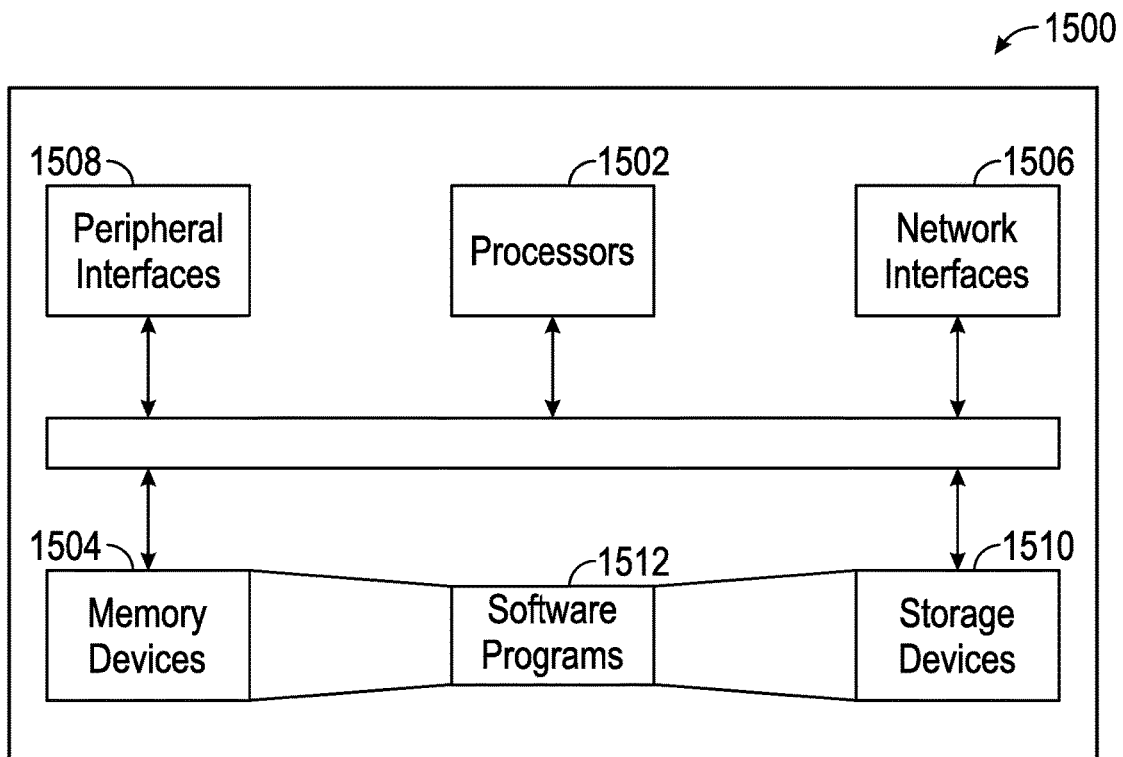 1500
1508
1502
1506
Peripheral
Interfaces
Processors
Network
Interfaces
1504
1512
1510
Memory
Devices
Software
Programs
Storage
Devices